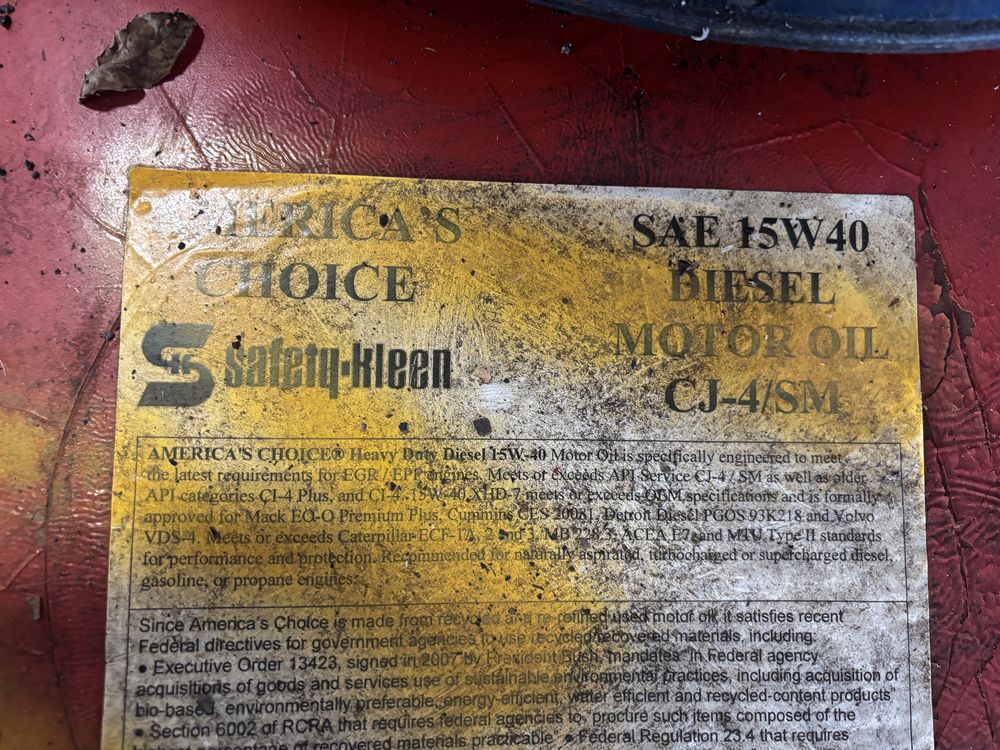 AMERICA'S
CHOICE
safety-kleen
SAE 15W40
DIESEL
MOTOR OIL
CJ-4/SM
AMERICA'S CHOICE® Heavy Duty Diesel 15W-40 Motor Oil is specifically engineered to meet
the latest requirements for EGR / EPF engines. Meets or exceeds API Service CJ-4 / SM as well as older
API categories CI-4 Plus, and CI-4. 15W-40 XHD-7 meets or exceeds OEM specifications and is formally
approved for Mack EO-O Premium Plus, Cummins CES 20081, Detroit Diesel PGOS 93K218 and Volvo
VDS-4. Meets or exceeds Caterpillar ECF-1A, 2 and 3, MB 228.3, ACEA E7, and MTU Type II standards
for performance and protection. Recommended for naturally aspirated, turbocharged or supercharged diesel,
gasoline, or propane engines.
Since America's Choice is made from recycled and re-refined used motor oil, it satisfies recent
Federal directives for government agencies to use recycled/recovered materials, including:
• Executive Order 13423, signed in 2007 by President Bush, "mandates" in Federal agency
acquisitions of goods and services use of sustainable environmental practices, including acquisition of
bio-based, environmentally preferable, energy-efficient, water efficient and recycled-content products"
• Section 6002 of RCRA that requires federal agencies to, "procure such items composed of the
highest percentage of recovered materials practicable" • Federal Regulation 23.4 that requires